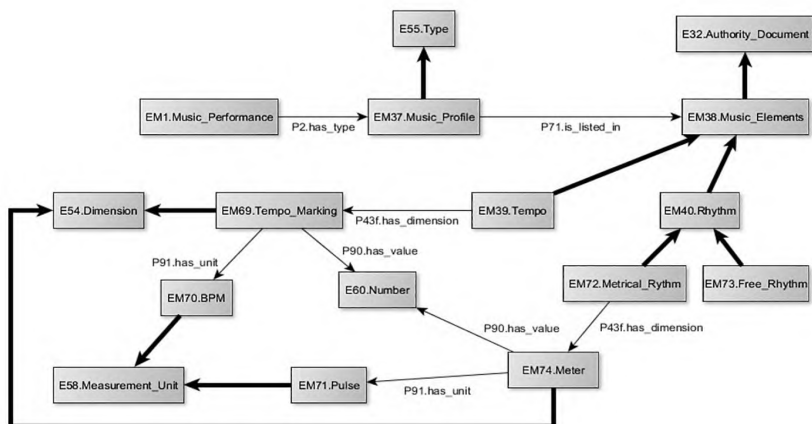 E55.Type
E32.Authority_Document
EM1.Music_Performance
P2.has_type
EM37.Music_Profile
P71.is_listed_in
EM38.Music_Elements
E54.Dimension
EM69.Tempo_Marking
P43f.has_dimension
EM39.Tempo
EM40.Rhythm
P91.has_unit
P90.has_value
EM70.BPM
E60.Number
EM72.Metrical_Rythm
EM73.Free_Rhythm
P90.has_value
P43f.has_dimension
E58.Measurement_Unit
EM71.Pulse
P91.has_unit
EM74.Meter